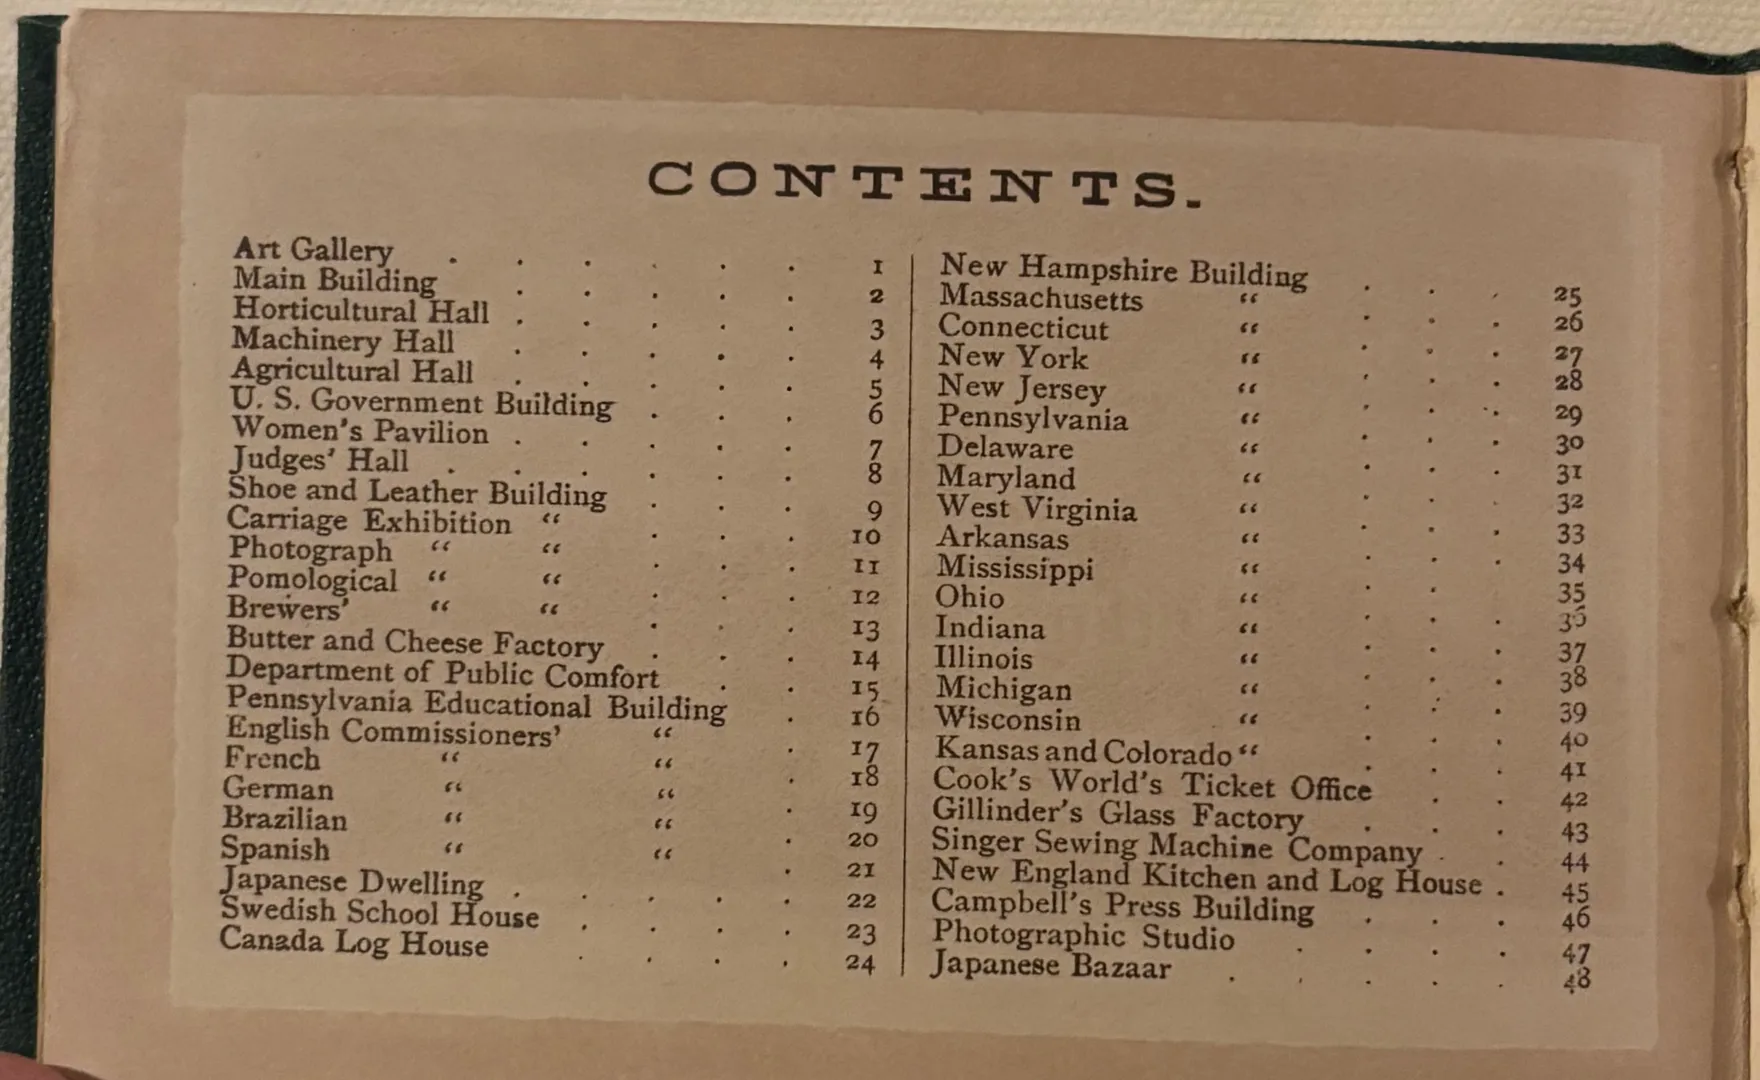 CONTENTS.
Art Gallery . . . . . . 1
Main Building . . . . . 2
Horticultural Hall . . . . . 3
Machinery Hall . . . . . 4
Agricultural Hall . . . . . 5
U. S. Government Building . . . 6
Women's Pavilion . . . . . 7
Judges' Hall . . . . . . 8
Shoe and Leather Building . . . 9
Carriage Exhibition “ . . . 10
Photograph “ “ . . . 11
Pomological “ “ . . . 12
Brewers' “ “ . . . 13
Butter and Cheese Factory . . . 14
Department of Public Comfort . . 15
Pennsylvania Educational Building . 16
English Commissioners' “ . 17
French “ “ . 18
German “ “ . 19
Brazilian “ “ . 20
Spanish “ “ . 21
Japanese Dwelling . . . . . 22
Swedish School House . . . . 23
Canada Log House . . . . 24
New Hampshire Building . . . 25
Massachusetts “ . . . 26
Connecticut “ . . . 27
New York “ . . . 28
New Jersey “ . . . 29
Pennsylvania “ . . . 30
Delaware “ . . . 31
Maryland “ . . . 32
West Virginia “ . . . 33
Arkansas “ . . . 34
Mississippi “ . . . 35
Ohio “ . . . 36
Indiana “ . . . 37
Illinois “ . . . 38
Michigan “ . . . 39
Wisconsin “ . . . 40
Kansas and Colorado “ . . . 41
Cook's World's Ticket Office . . 42
Gillinder's Glass Factory . . . 43
Singer Sewing Machine Company . . 44
New England Kitchen and Log House . 45
Campbell's Press Building . . . 46
Photographic Studio . . . . 47
Japanese Bazaar . . . . . 48